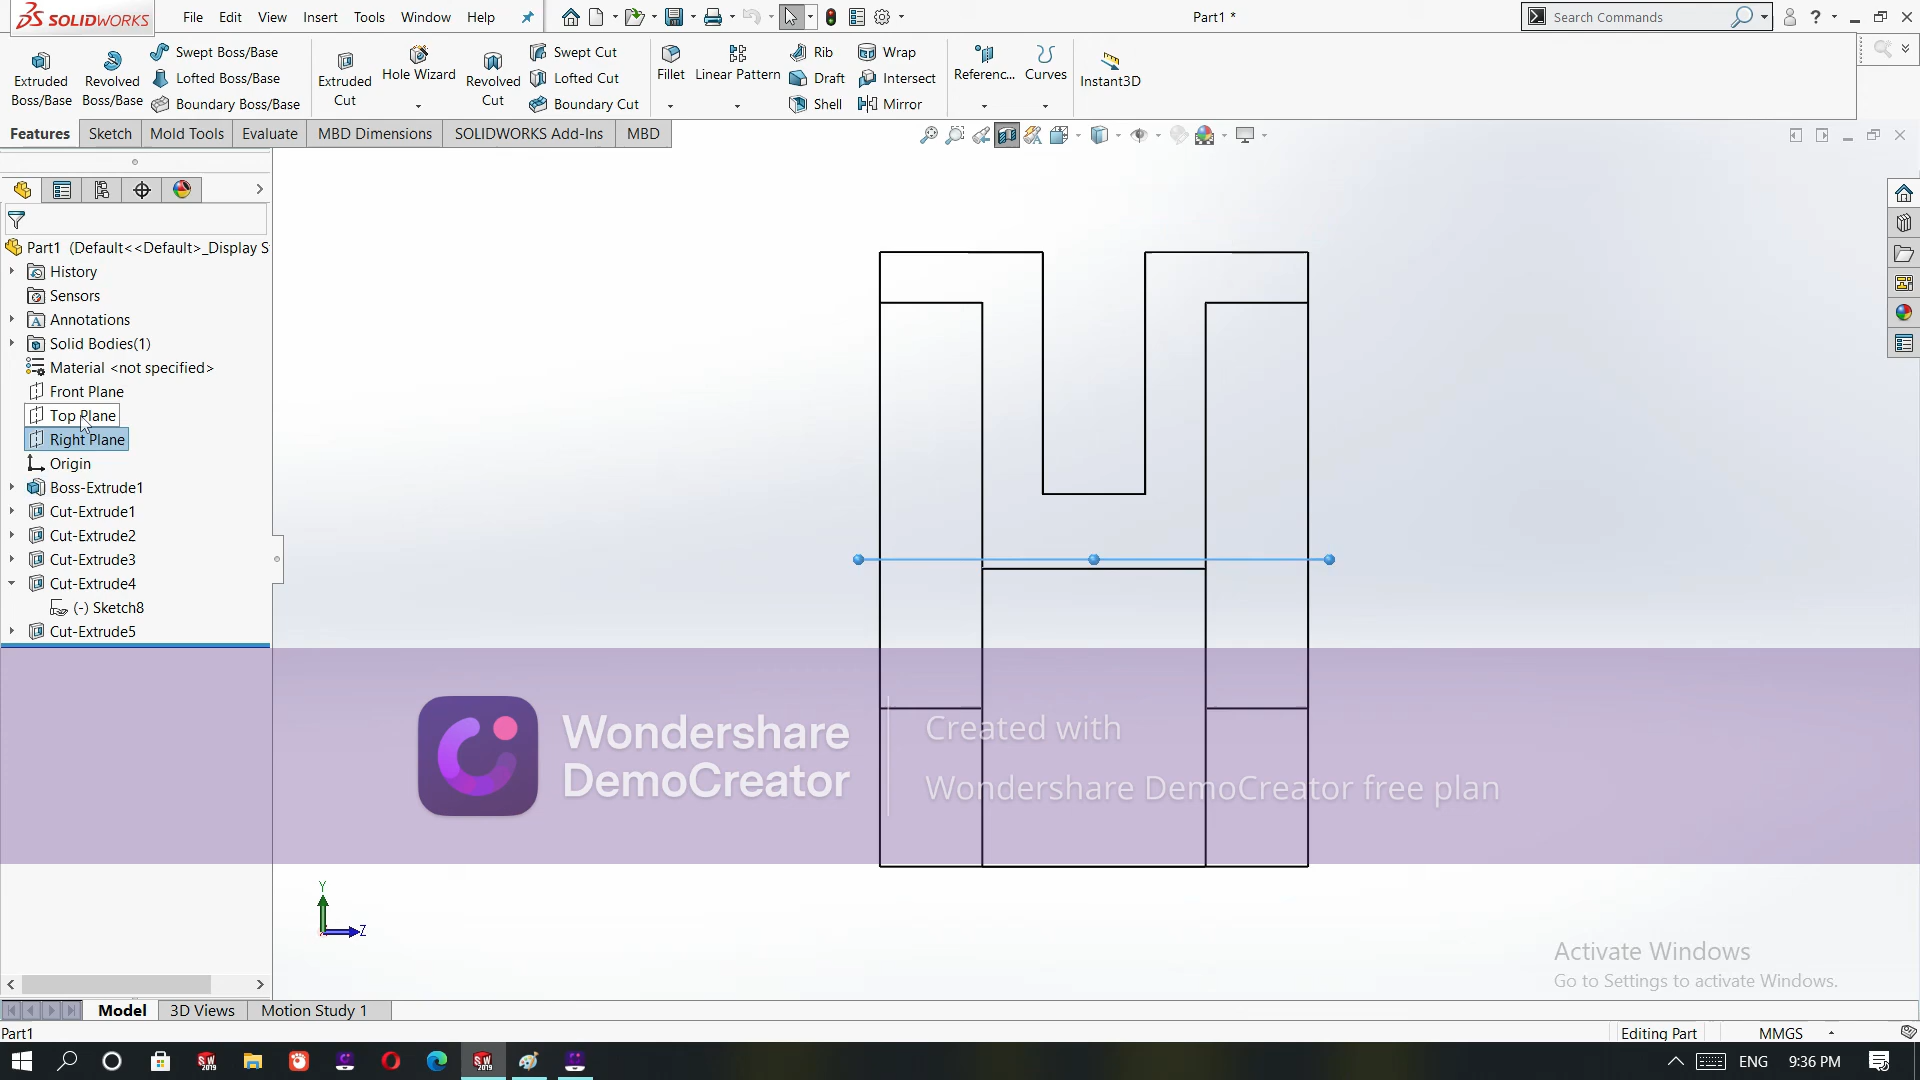 SOLIDWORKS
File Edit View Insert Tools Window Help
Part1 *
Search Commands
Extruded Boss/Base
Revolved Boss/Base
Swept Boss/Base
Lofted Boss/Base
Boundary Boss/Base
Extruded Cut
Hole Wizard
Revolved Cut
Swept Cut
Lofted Cut
Boundary Cut
Fillet
Linear Pattern
Rib
Draft
Shell
Wrap
Intersect
Mirror
Referenc...
Curves
Instant3D
Features Sketch Mold Tools Evaluate MBD Dimensions SOLIDWORKS Add-Ins MBD
Part1 (Default<<Default>_Display S
History
Sensors
Annotations
Solid Bodies(1)
Material <not specified>
Front Plane
Top Plane
Right Plane
Origin
Boss-Extrude1
Cut-Extrude1
Cut-Extrude2
Cut-Extrude3
Cut-Extrude4
(-) Sketch8
Cut-Extrude5
Wondershare
DemoCreator
Created with
Wondershare DemoCreator free plan
Y
Z
Activate Windows
Go to Settings to activate Windows.
Model 3D Views Motion Study 1
Part1
Editing Part MMGS
ENG 9:36 PM